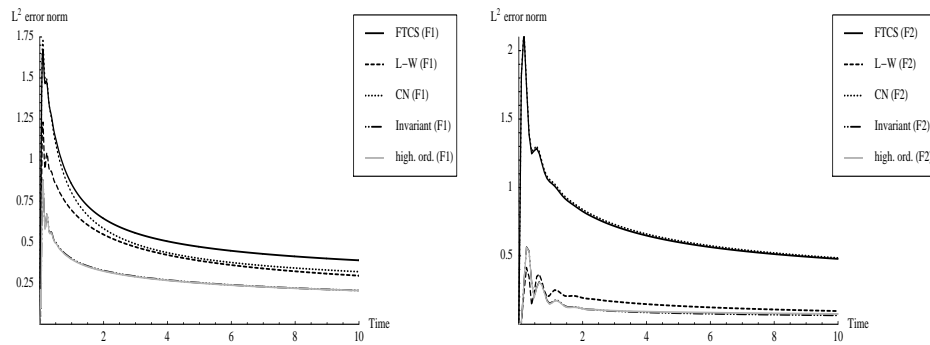 L² error norm
1.75
1.5
1.25
1
0.75
0.5
0.25
2
4
6
8
10
Time
FTCS (F1)
L−W (F1)
CN (F1)
Invariant (F1)
high. ord. (F1)
L² error norm
2
1.5
1
0.5
2
4
6
8
10
Time
FTCS (F2)
L−W (F2)
CN (F2)
Invariant (F2)
high. ord. (F2)